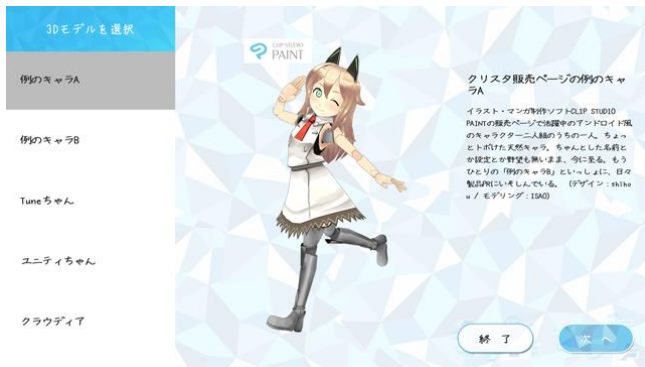 3Dモデルを選択
例のキャラA
例のキャラB
Tuneちゃん
ユニティちゃん
クラウディア
CLIP STUDIO
PAINT
クリスタ販売ページの例のキャ
ラA
イラスト・マンガ制作ソフトCLIP STUDIO
PAINTの販売ページで活躍中のアンドロイド風
のキャラクター二人組のうちの一人。ちょっ
とトボけた天然キャラ。ちゃんとした名前と
か設定とか野望も無いまま、今に至る。もう
ひとりの「例のキャラB」といっしょに、日々
製品PRにいそしんでいる。 (デザイン:shiho
u / モデリング:ISAO)
終 了
次 へ